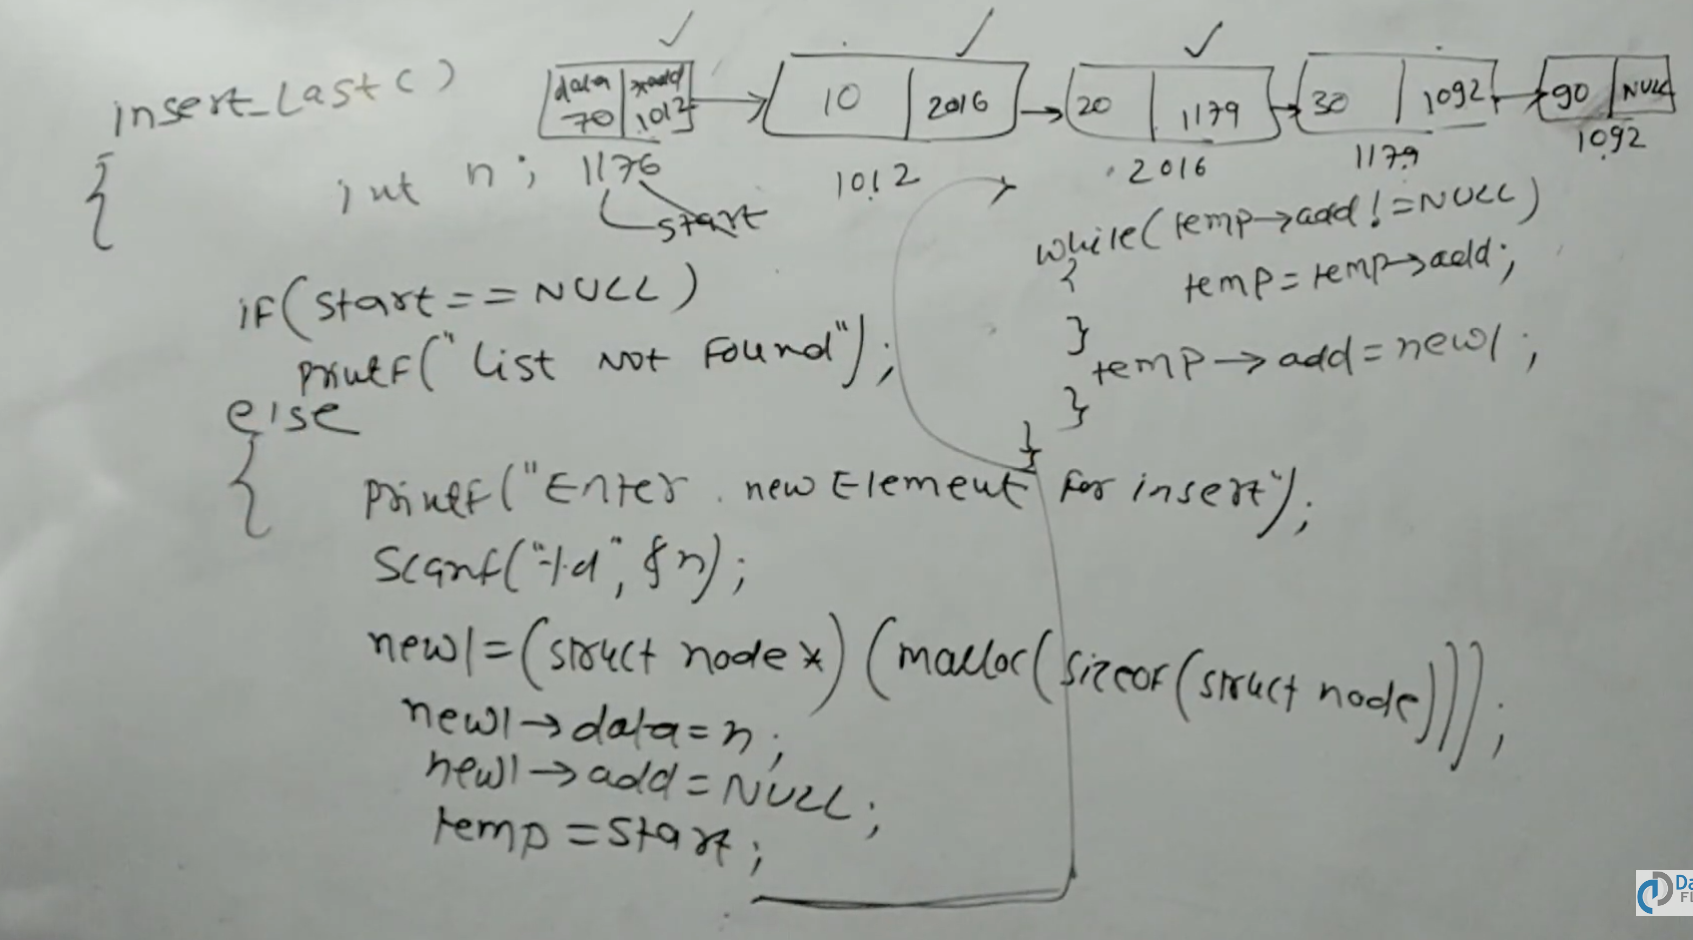 insert_Last()
{
int n;
data *add
70 1012
1176
start
10 2016
1012
20 1179
2016
30 1092
1179
90 NULL
1092
if(start==NULL)
printf("List Not Found");
else
{
printf("Enter new Element for insert");
scanf("%d",&n);
new1=(struct node*)(malloc(sizeof(struct node)));
new1→data=n;
new1→add=NULL;
temp=start;
while(temp→add!=NULL)
{
temp=temp→add;
}
temp→add=new1;
}
}